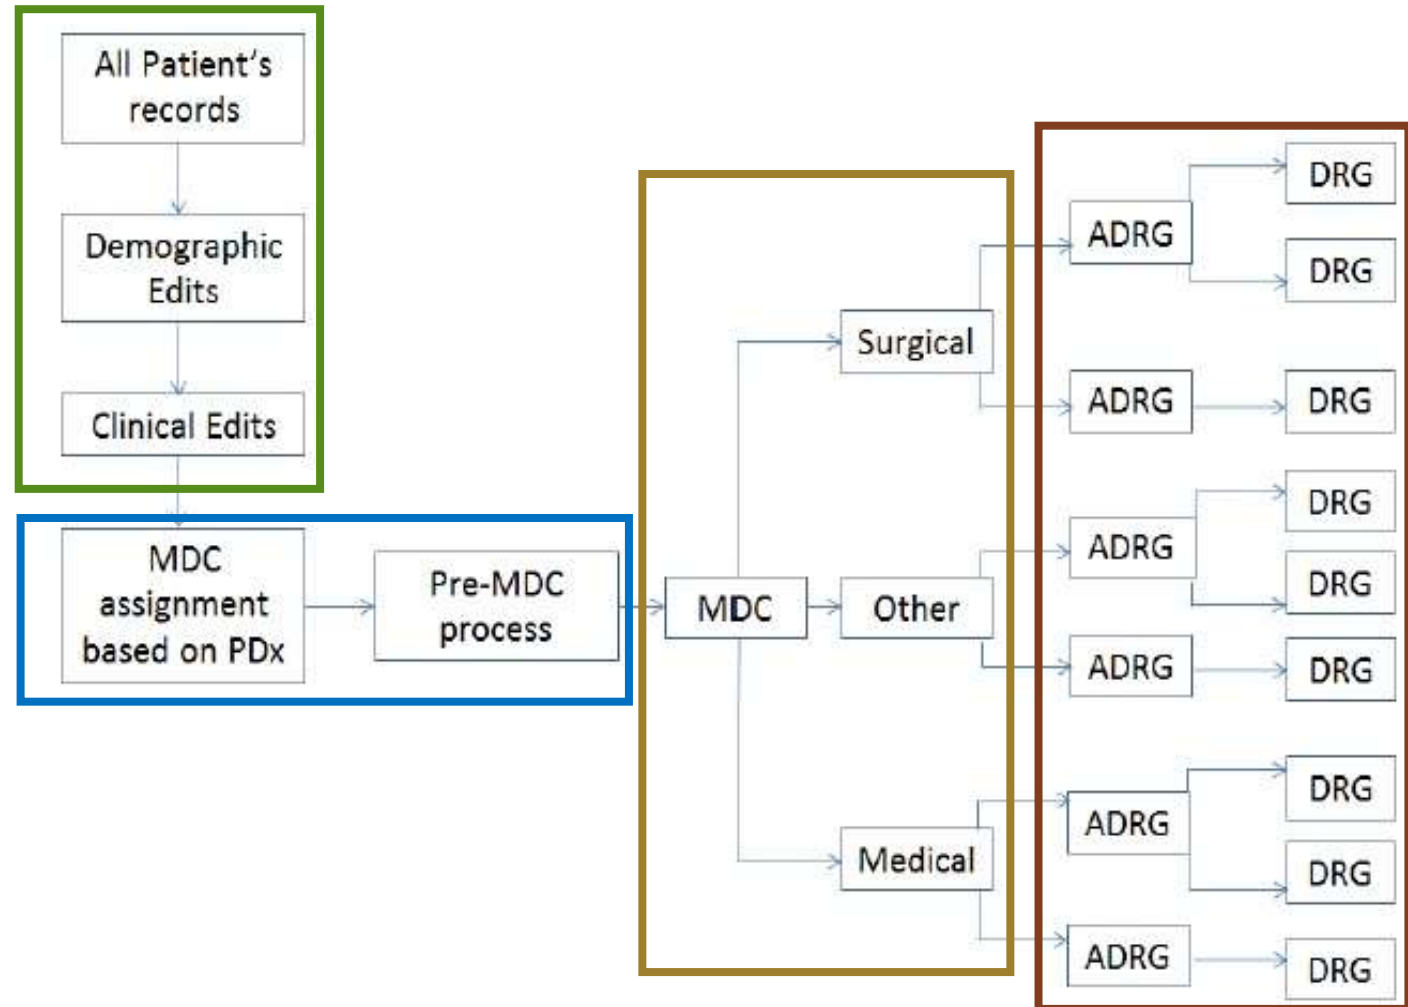 All Patient's
records
Demographic
Edits
Clinical Edits
MDC
assignment
based on PDx
Pre-MDC
process
MDC
Surgical
Other
Medical
ADRG
DRG
DRG
ADRG
DRG
ADRG
DRG
DRG
ADRG
DRG
ADRG
DRG
DRG
ADRG
DRG